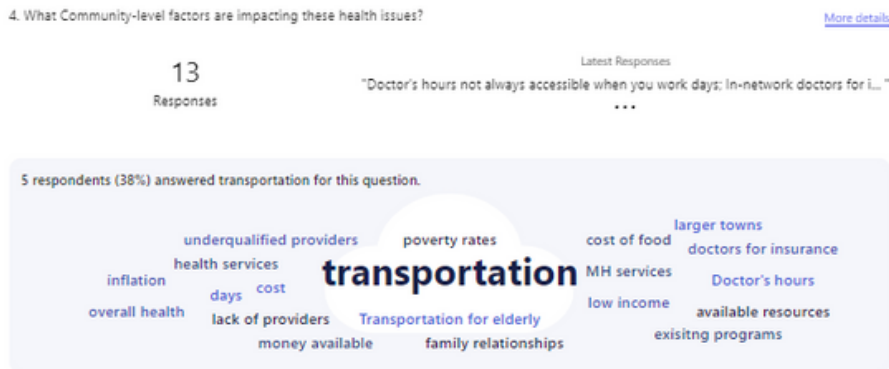 4. What Community-level factors are impacting these health issues?
More details
13
Responses
Latest Responses
"Doctor's hours not always accessible when you work days; In-network doctors for i... "
...
5 respondents (38%) answered transportation for this question.
larger towns
underqualified providers poverty rates cost of food
doctors for insurance
health services
transportation MH services
inflation Doctor's hours
days cost
low income
overall health available resources
lack of providers Transportation for elderly
exisitng programs
money available family relationships